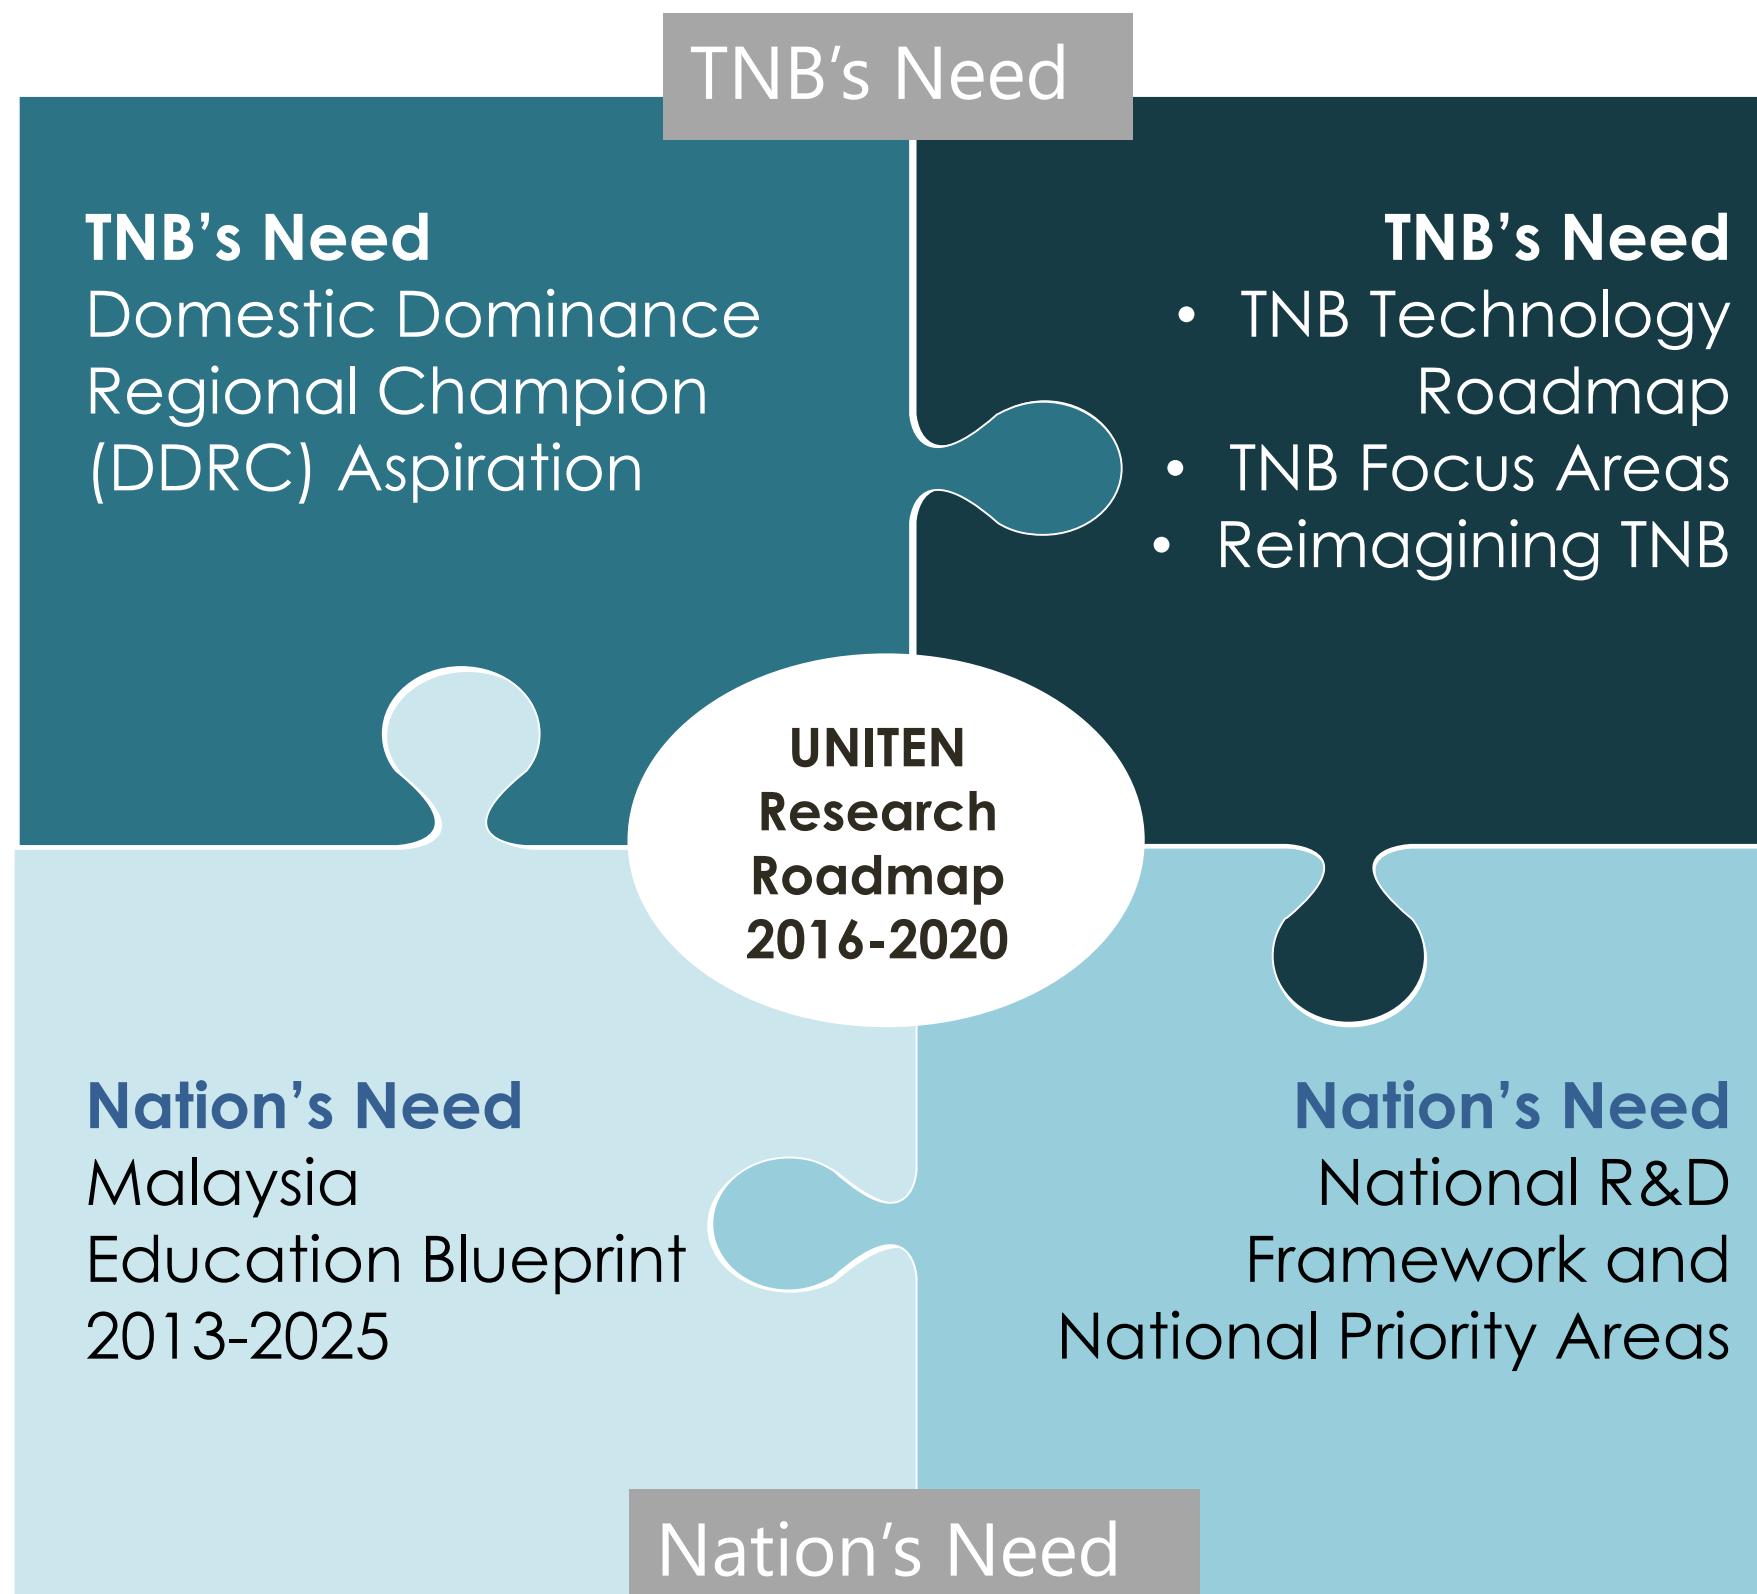 TNB's Need
TNB's Need
Domestic Dominance
Regional Champion
(DDRC) Aspiration
TNB's Need
• TNB Technology
Roadmap
• TNB Focus Areas
• Reimagining TNB
UNITEN
Research
Roadmap
2016-2020
Nation's Need
Malaysia
Education Blueprint
2013-2025
Nation's Need
National R&D
Framework and
National Priority Areas
Nation's Need